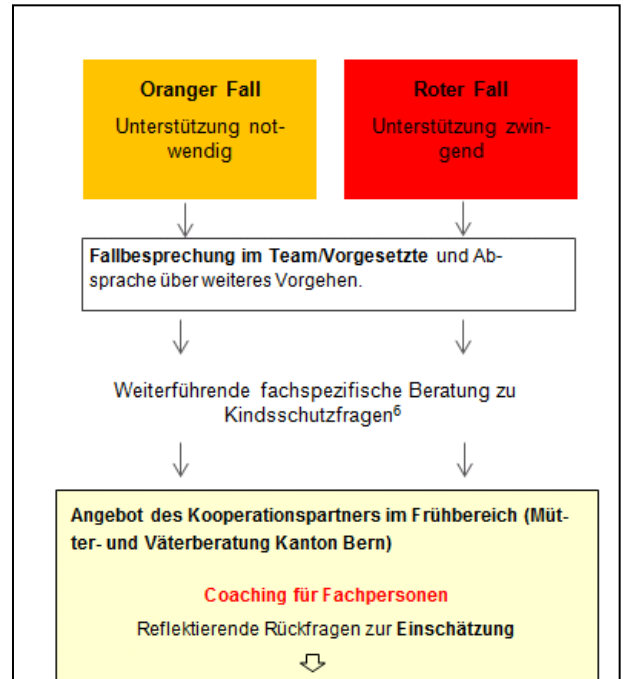 Oranger Fall
Unterstützung not-
wendig
Roter Fall
Unterstützung zwin-
gend
Fallbesprechung im Team/Vorgesetzte und Ab-
sprache über weiteres Vorgehen.
Weiterführende fachspezifische Beratung zu
Kindsschutzfragen⁶
Angebot des Kooperationspartners im Frühbereich (Müt-
ter- und Väterberatung Kanton Bern)
Coaching für Fachpersonen
Reflektierende Rückfragen zur Einschätzung